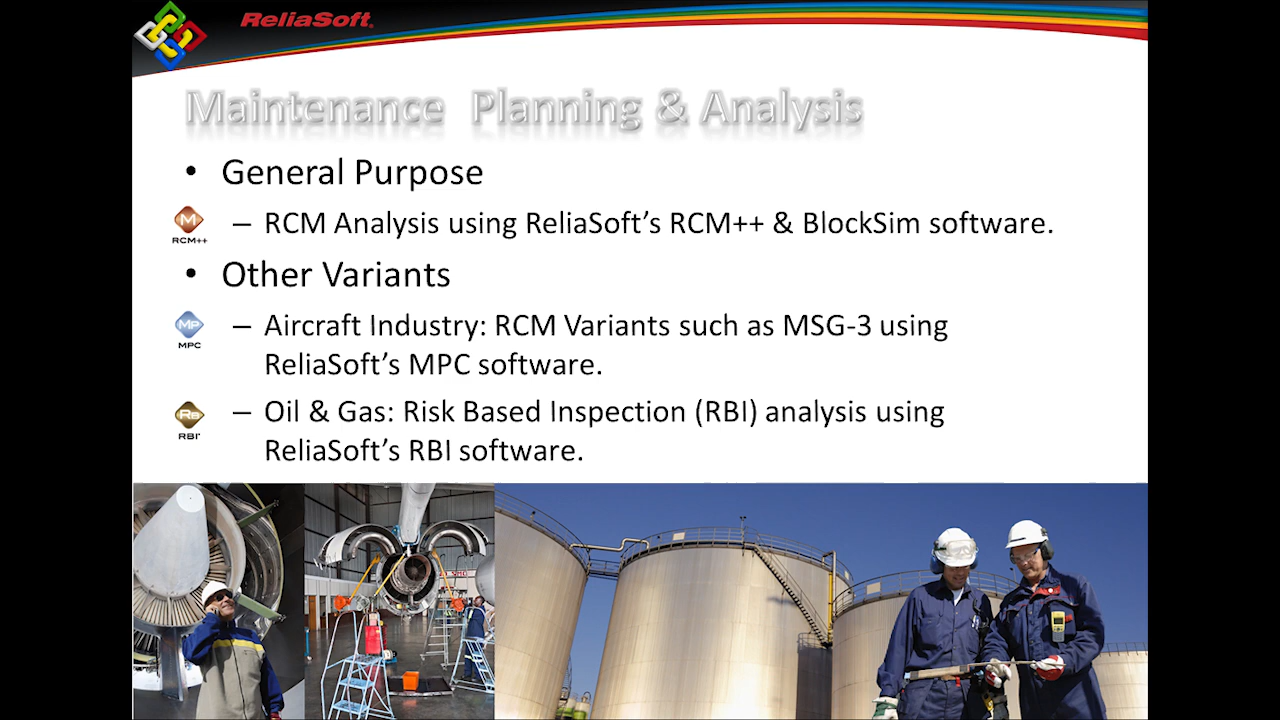 ReliaSoft.
Maintenance Planning & Analysis
• General Purpose
– RCM Analysis using ReliaSoft's RCM++ & BlockSim software.
M
RCM++
• Other Variants
– Aircraft Industry: RCM Variants such as MSG-3 using
MP
MPC
ReliaSoft's MPC software.
– Oil & Gas: Risk Based Inspection (RBI) analysis using
RB
RBI
ReliaSoft's RBI software.